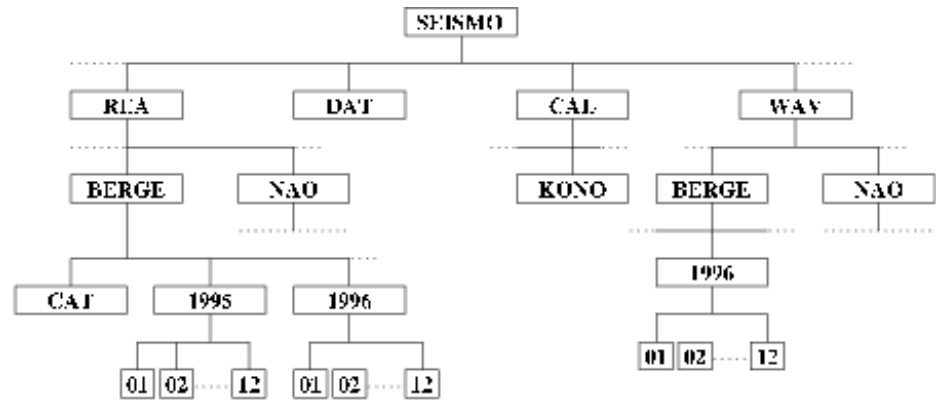 SEISMO
REA DAT CAL WAV
BERGE NAO KONO BERGE NAO
1996
CAT 1995 1996
01 02 12
01 02 12 01 02 12